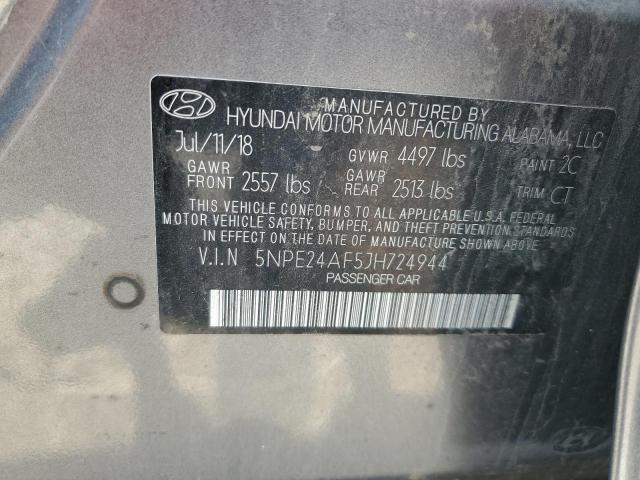 MANUFACTURED BY
HYUNDAI MOTOR MANUFACTURING ALABAMA, LLC
Jul/11/18 GVWR 4497 lbs PAINT 2C
GAWR FRONT 2557 lbs GAWR REAR 2513 lbs TRIM CT
THIS VEHICLE CONFORMS TO ALL APPLICABLE U.S.A. FEDERAL
MOTOR VEHICLE SAFETY, BUMPER, AND THEFT PREVENTION STANDARDS
IN EFFECT ON THE DATE OF MANUFACTURE SHOWN ABOVE.
V.I.N 5NPE24AF5JH724944
PASSENGER CAR